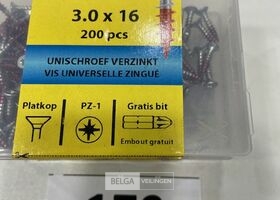 3.0 x 16
200 pcs
UNISCHROEF VERZINKT
VIS UNIVERSELLE ZINGUÉ
Platkop PZ-1 Gratis bit
Embout gratuit
BELGA VEILINGEN